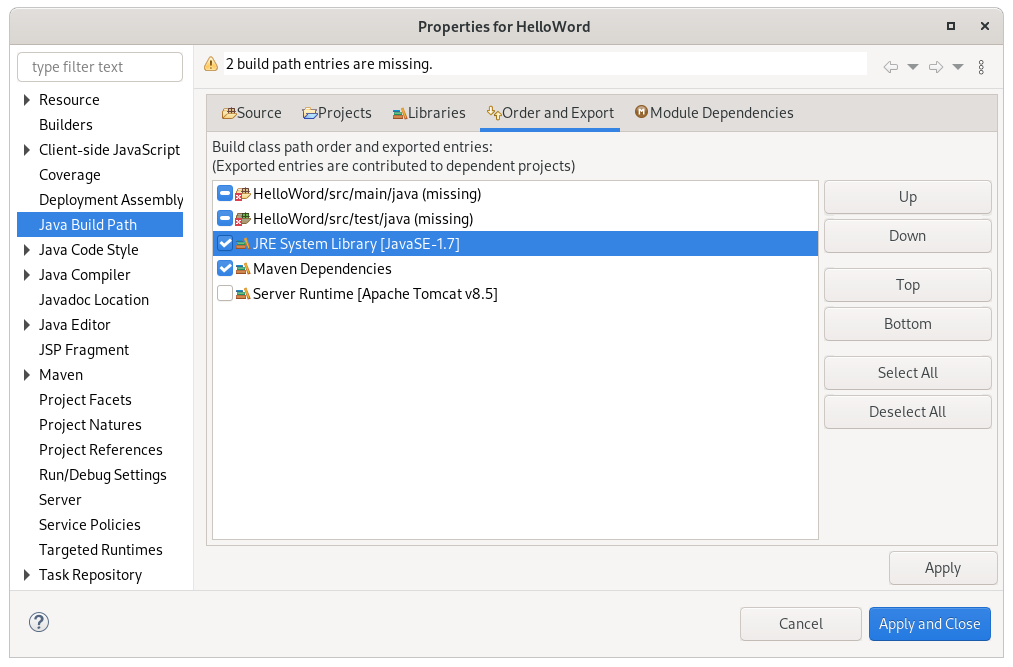 Properties for HelloWord
type filter text
Resource
Builders
Client-side JavaScript
Coverage
Deployment Assembly
Java Build Path
Java Code Style
Java Compiler
Javadoc Location
Java Editor
JSP Fragment
Maven
Project Facets
Project Natures
Project References
Run/Debug Settings
Server
Service Policies
Targeted Runtimes
Task Repository
2 build path entries are missing.
Source Projects Libraries Order and Export Module Dependencies
Build class path order and exported entries:
(Exported entries are contributed to dependent projects)
HelloWord/src/main/java (missing)
HelloWord/src/test/java (missing)
JRE System Library [JavaSE-1.7]
Maven Dependencies
Server Runtime [Apache Tomcat v8.5]
Up
Down
Top
Bottom
Select All
Deselect All
Apply
?
Cancel Apply and Close